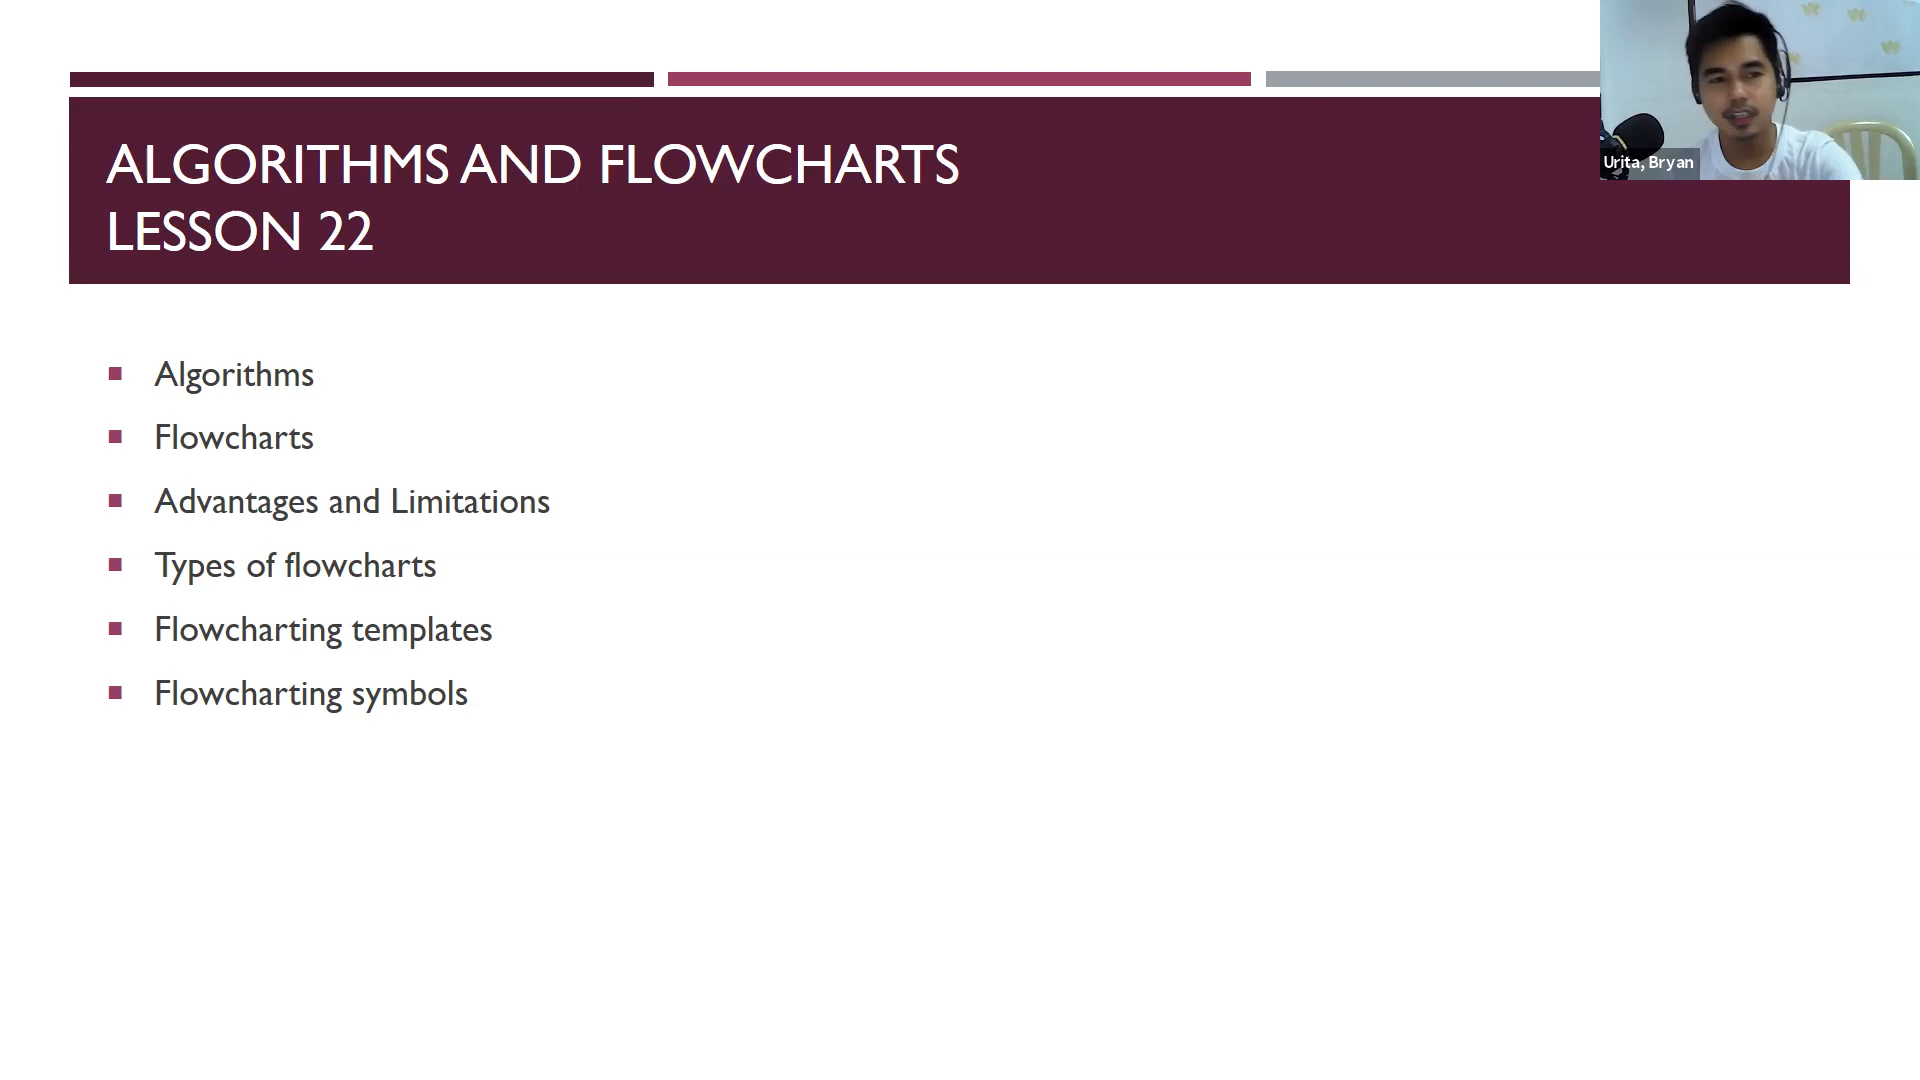 ALGORITHMS AND FLOWCHARTS
LESSON 22
Urita, Bryan
Algorithms
Flowcharts
Advantages and Limitations
Types of flowcharts
Flowcharting templates
Flowcharting symbols